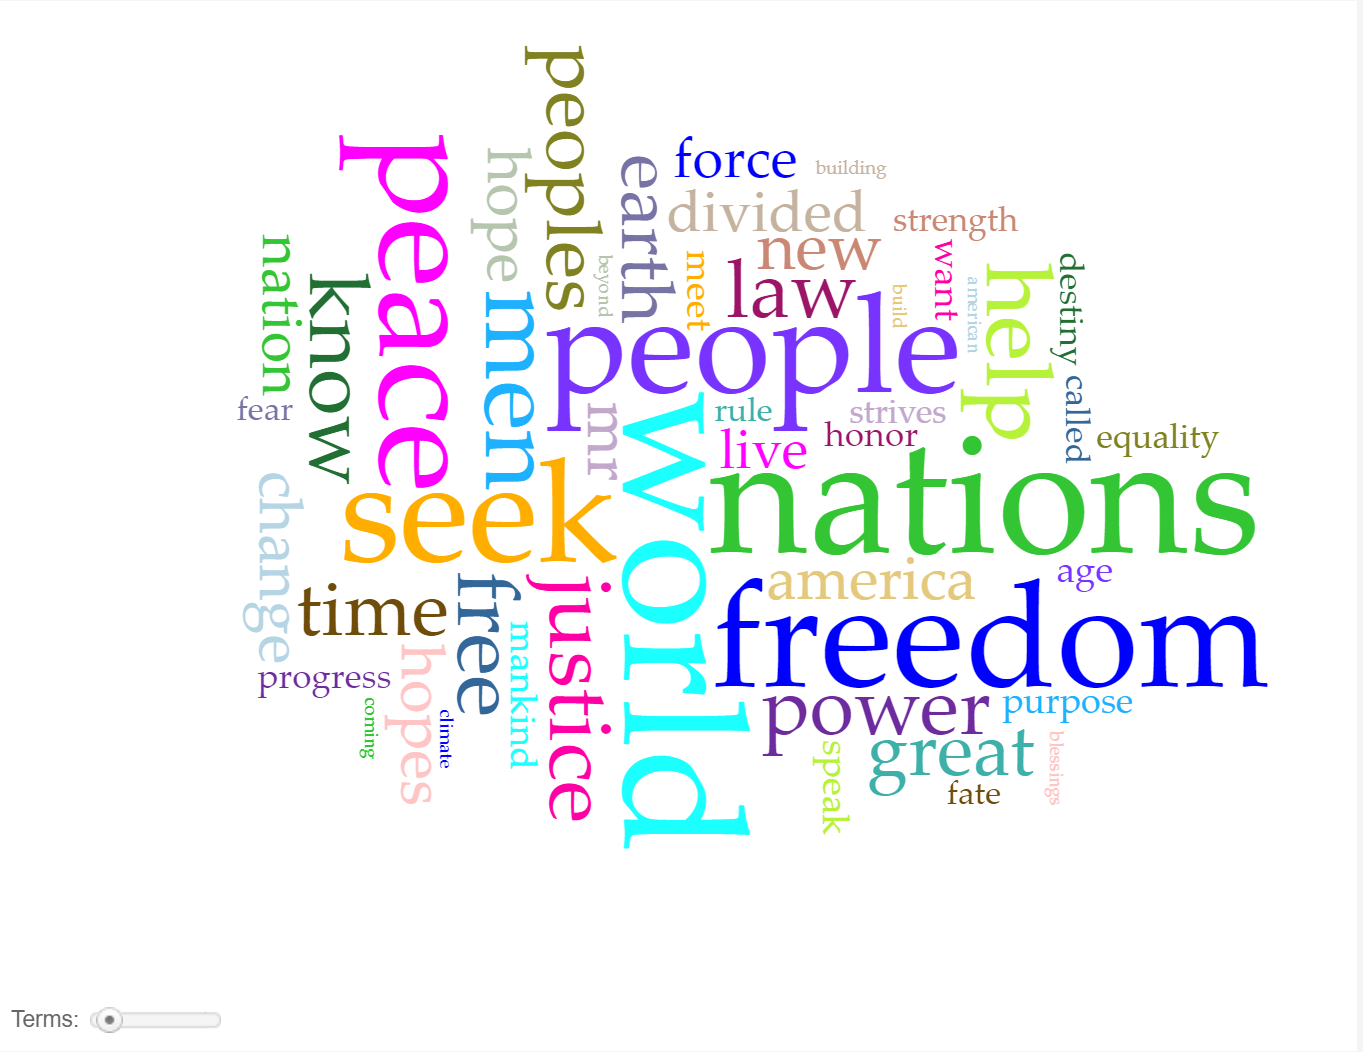 peoples
force
building
peace
hope
earth
divided
strength
nation
know
beyond
meet
new
law
want
american
build
help
destiny
men
people
fear
mr
world
rule
strives
live
honor
called
equality
seek
nations
change
time
free
justice
america
age
freedom
mankind
progress
hopes
coming
climate
power
purpose
speak
great
blessings
fate
Terms: